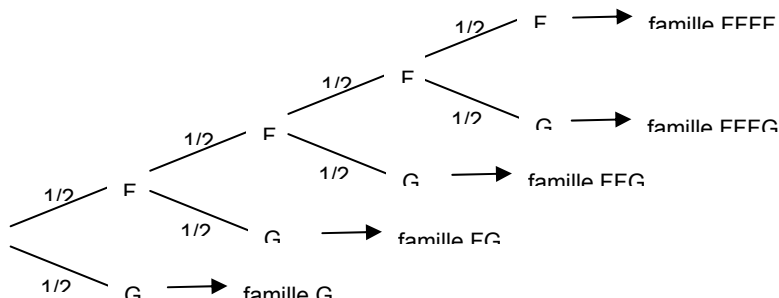 1/2 F famille FFFF
1/2 F
1/2 G famille FFFG
1/2 F
1/2 G famille FFG
1/2 F
1/2 G famille FG
1/2 G famille G